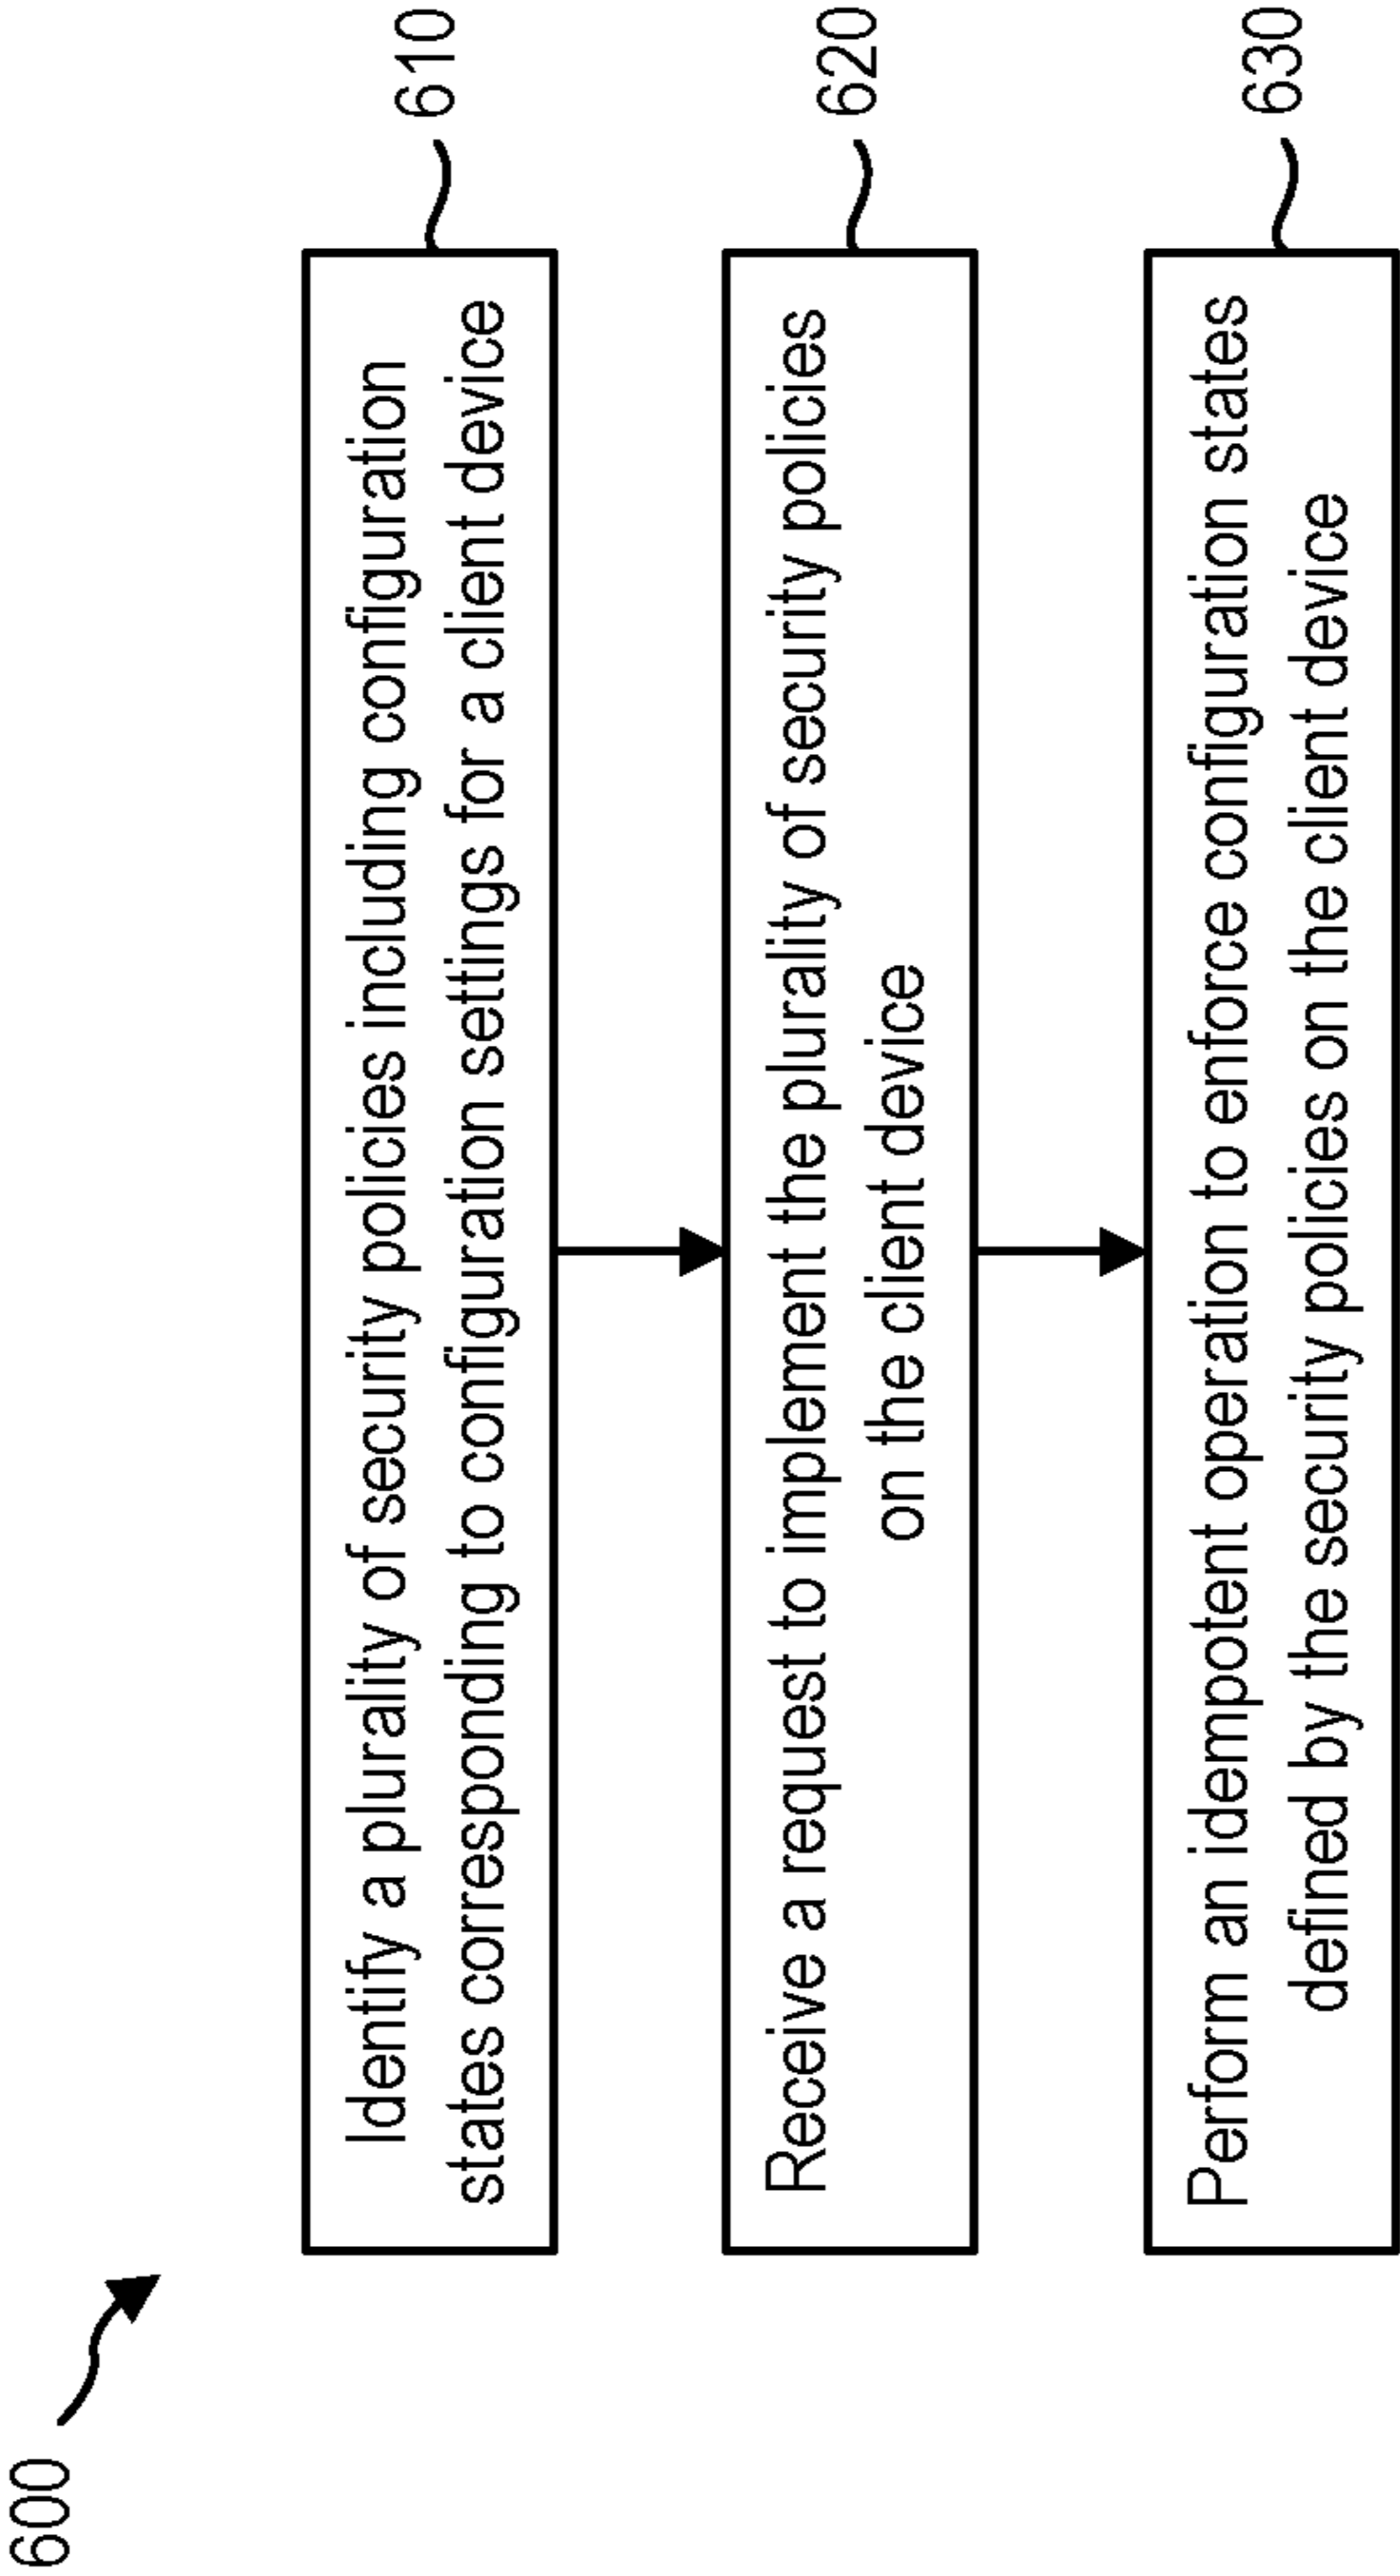 600
Identify a plurality of security policies including configuration
states corresponding to configuration settings for a client device
610
Receive a request to implement the plurality of security policies
on the client device
620
Perform an idempotent operation to enforce configuration states
defined by the security policies on the client device
630